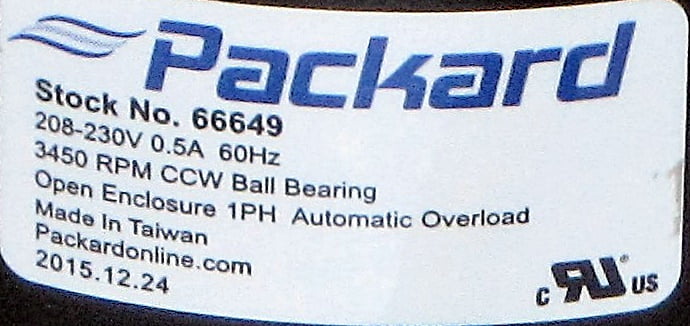 Packard
Stock No. 66649
208-230V 0.5A 60Hz
3450 RPM CCW Ball Bearing
Open Enclosure 1PH Automatic Overload
Made In Taiwan
Packardonline.com
2015.12.24
c RU® US